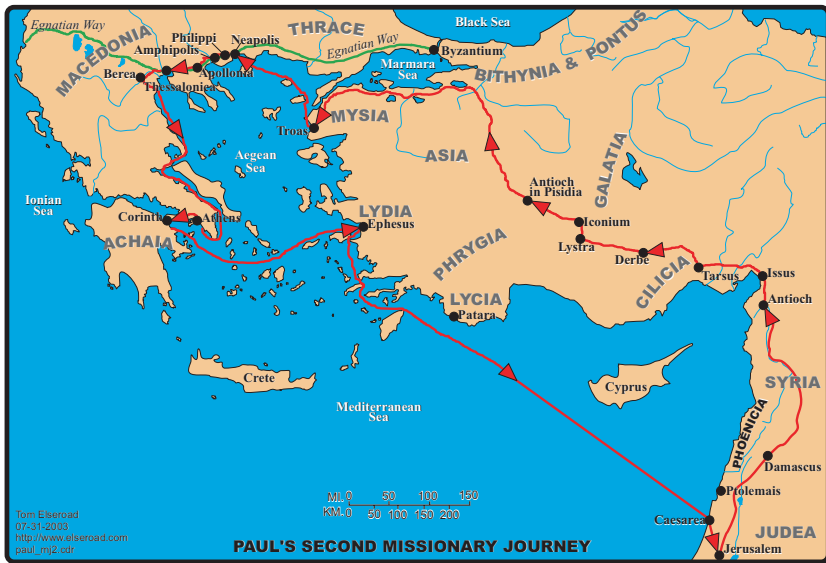 Black Sea
Egnatian Way
THRACE
Philippi
Neapolis
Amphipolis
MACEDONIA
Egnatian Way
Byzantium
BITHYNIA & PONTUS
Marmara
Sea
Berea
Apollonia
Thessalonica
MYSIA
Troas
Aegean
Sea
ASIA
GALATIA
Antioch
in Pisidia
Ionian
Sea
Corinth
Athens
LYDIA
Ephesus
Iconium
ACHAIA
Lystra
PHRYGIA
Derbe
CILICIA
Tarsus
Issus
LYCIA
Patara
Antioch
Crete
Cyprus
SYRIA
Mediterranean
Sea
PHOENICIA
Damascus
MI. 0 50 100 150
KM. 0 50 100 150 200
Ptolemais
Caesarea
JUDEA
Jerusalem
Tom Elseroad
07-31-2003
http://www.elseroad.com
paul_mj2.cdr
PAUL'S SECOND MISSIONARY JOURNEY